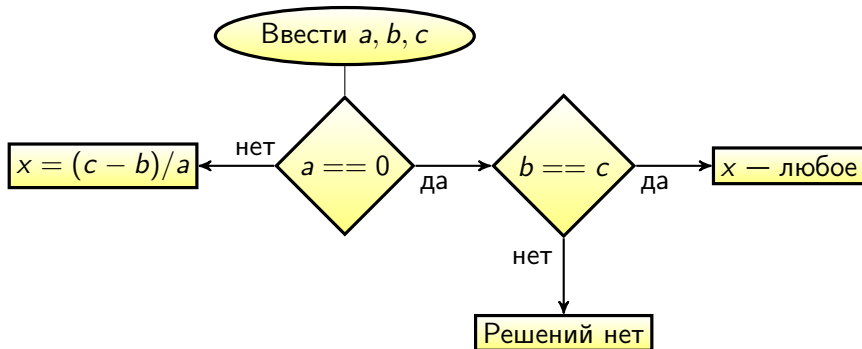 Ввести a, b, c
нет
x = (c − b)/a
a == 0
да
b == c
да
x — любое
нет
Решений нет